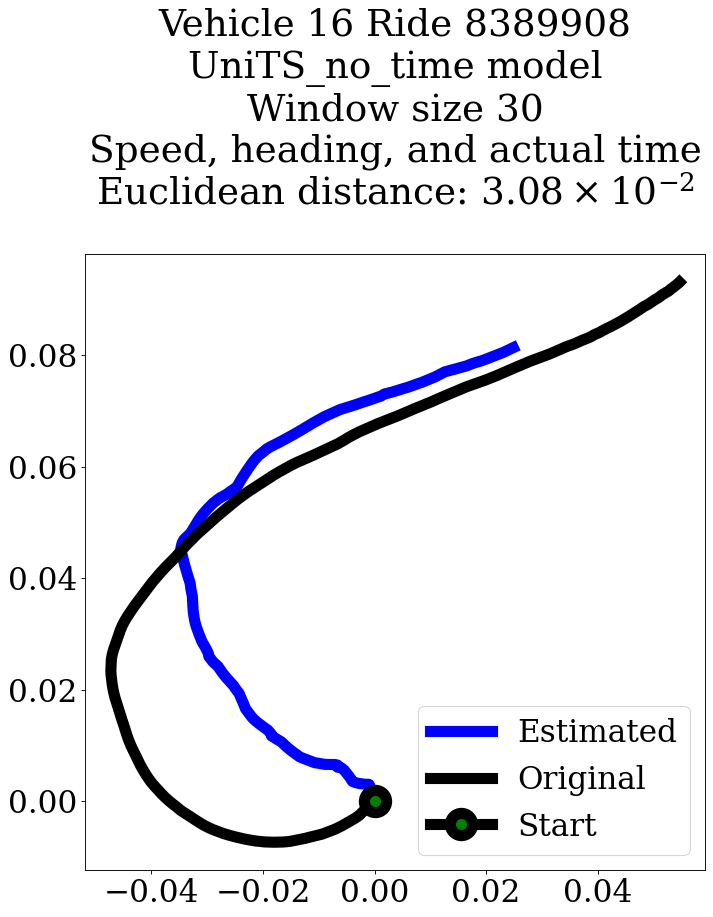 Vehicle 16 Ride 8389908
UniTS_no_time model
Window size 30
Speed, heading, and actual time
Euclidean distance: 3.08 × 10⁻²
0.08
0.06
0.04
0.02
0.00
−0.04 −0.02 0.00 0.02 0.04
Estimated
Original
Start